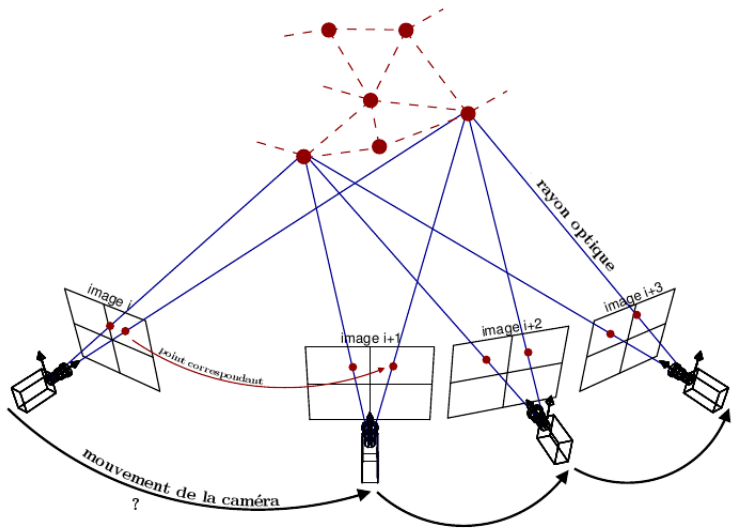 rayon optique
image i
image i+3
image i+2
image i+1
point correspondant
mouvement de la caméra
?